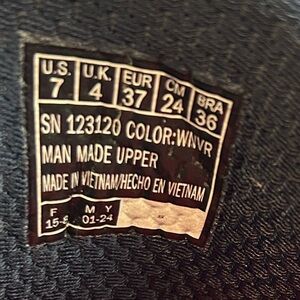 U.S. U.K. EUR CM BRA
7 4 37 24 36
SN 123120 COLOR:WNVR
MAN MADE UPPER
MADE IN VIETNAM/HECHO EN VIETNAM
F M Y
01-24